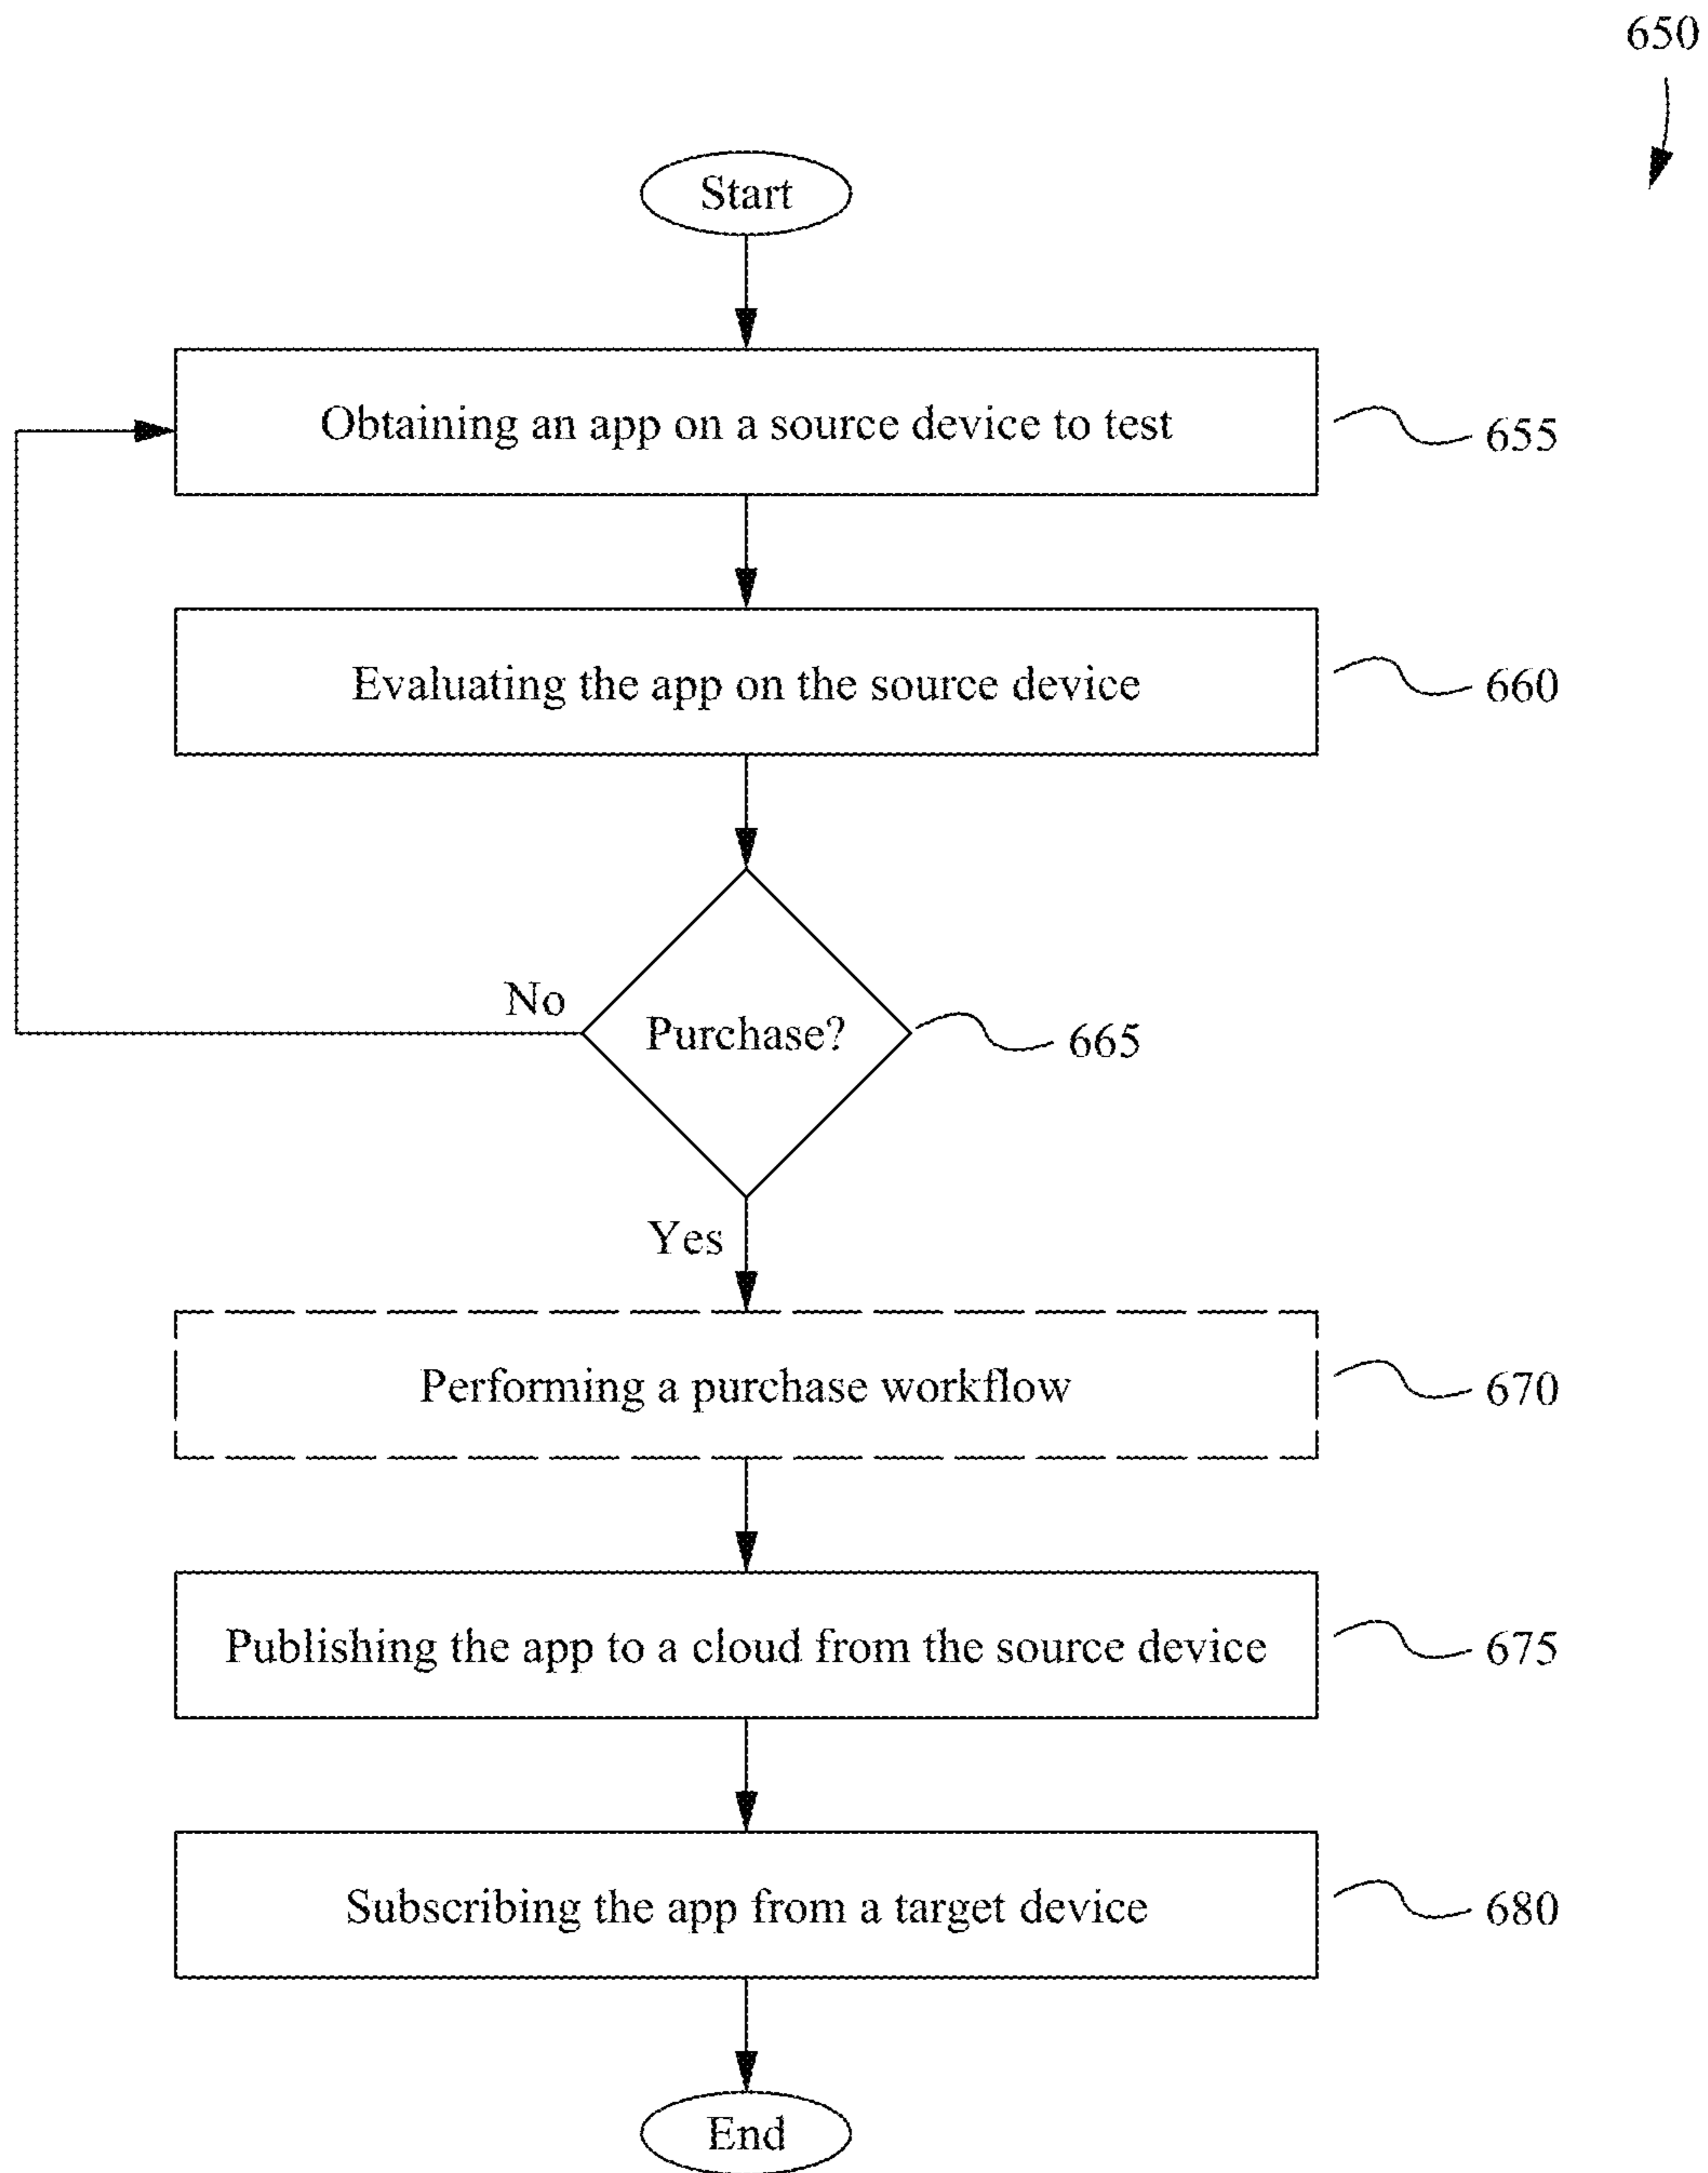 650
Start
Obtaining an app on a source device to test
655
Evaluating the app on the source device
660
No
Purchase?
665
Yes
Performing a purchase workflow
670
Publishing the app to a cloud from the source device
675
Subscribing the app from a target device
680
End